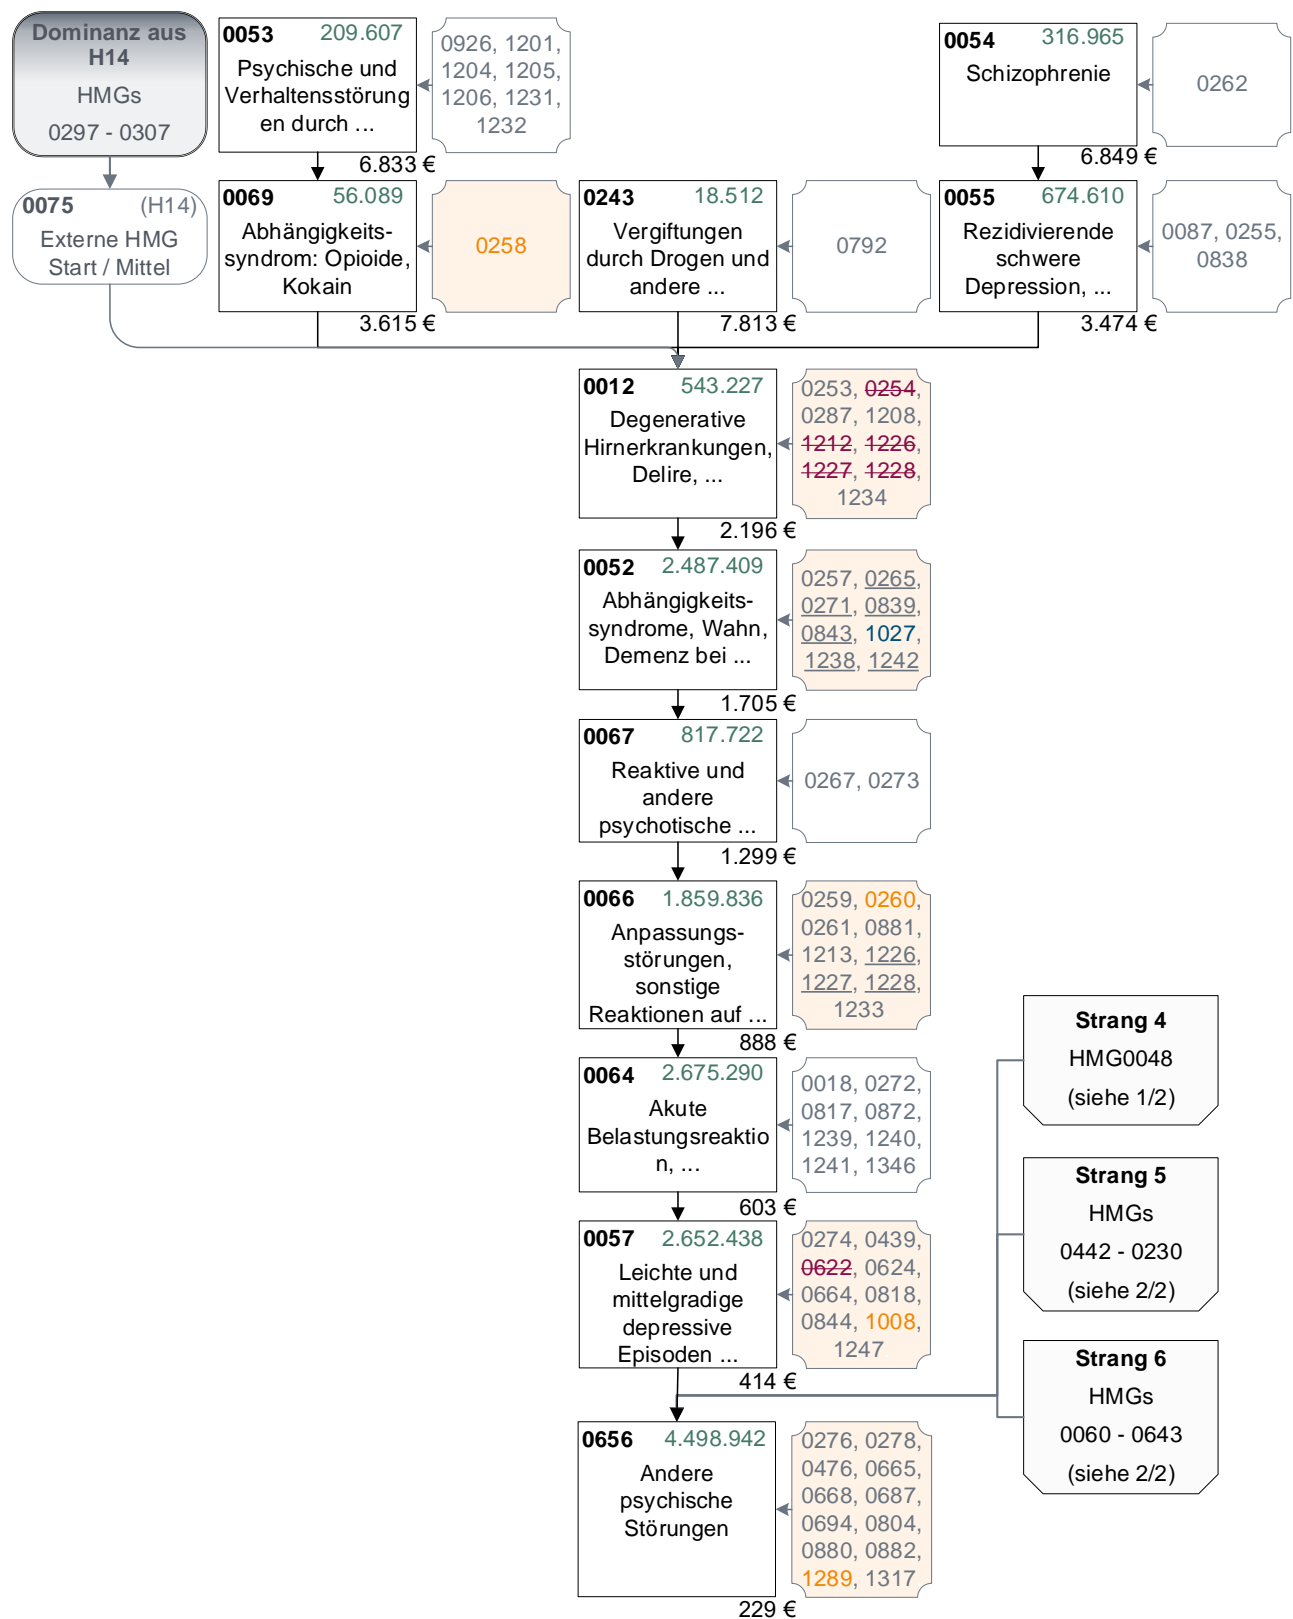 Dominanz aus
H14
HMGs
0297 - 0307
0053 209.607
Psychische und
Verhaltensstörung
en durch ...
0926, 1201,
1204, 1205,
1206, 1231,
1232
6.833 €
0054 316.965
Schizophrenie
0262
6.849 €
0075 (H14)
Externe HMG
Start / Mittel
0069 56.089
Abhängigkeits-
syndrom: Opioide,
Kokain
0258
3.615 €
0243 18.512
Vergiftungen
durch Drogen und
andere ...
0792
7.813 €
0055 674.610
Rezidivierende
schwere
Depression, ...
0087, 0255,
0838
3.474 €
0012 543.227
Degenerative
Hirnerkrankungen,
Delire, ...
0253, 0254,
0287, 1208,
1212, 1226,
1227, 1228,
1234
2.196 €
0052 2.487.409
Abhängigkeits-
syndrome, Wahn,
Demenz bei ...
0257, 0265,
0271, 0839,
0843, 1027,
1238, 1242
1.705 €
0067 817.722
Reaktive und
andere
psychotische ...
0267, 0273
1.299 €
0066 1.859.836
Anpassungs-
störungen,
sonstige
Reaktionen auf ...
0259, 0260,
0261, 0881,
1213, 1226,
1227, 1228,
1233
888 €
0064 2.675.290
Akute
Belastungsreaktio
n, ...
0018, 0272,
0817, 0872,
1239, 1240,
1241, 1346
603 €
0057 2.652.438
Leichte und
mittelgradige
depressive
Episoden ...
0274, 0439,
0622, 0624,
0664, 0818,
0844, 1008,
1247
414 €
Strang 4
HMG0048
(siehe 1/2)
Strang 5
HMGs
0442 - 0230
(siehe 2/2)
Strang 6
HMGs
0060 - 0643
(siehe 2/2)
0656 4.498.942
Andere
psychische
Störungen
0276, 0278,
0476, 0665,
0668, 0687,
0694, 0804,
0880, 0882,
1289, 1317
229 €